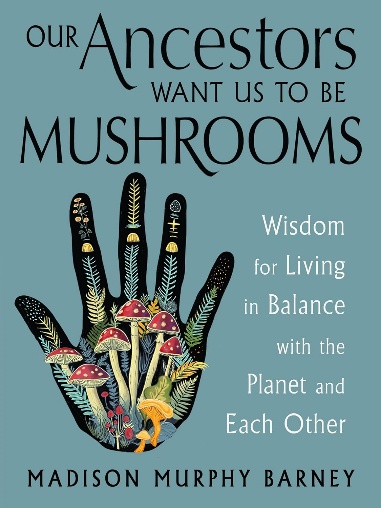 OUR Ancestors
WANT US TO BE
MUSHROOMS
Wisdom
for Living
in Balance
with the
Planet and
Each Other
MADISON MURPHY BARNEY